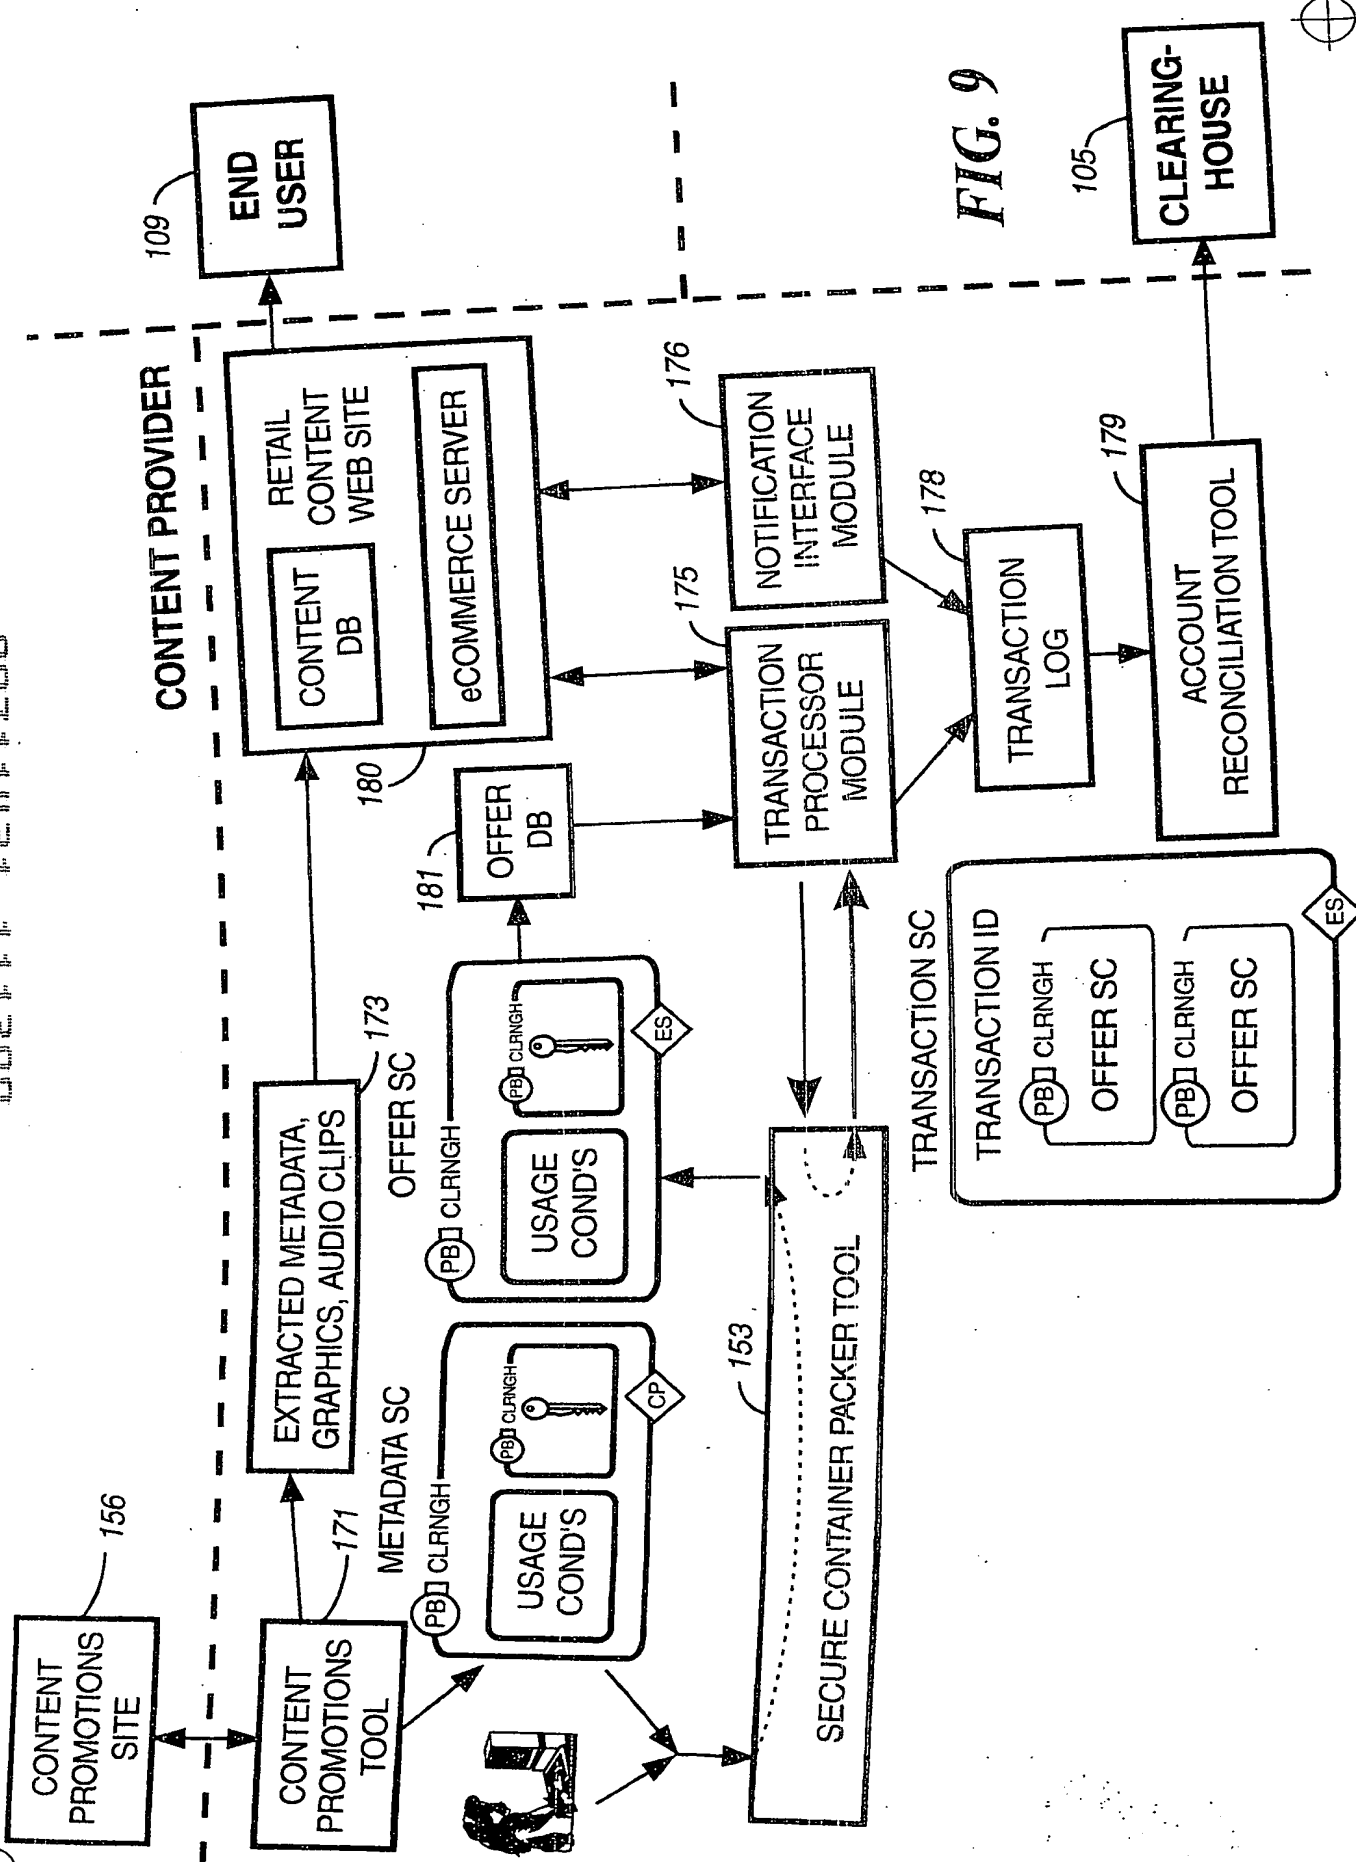 CONTENT PROVIDER
156
CONTENT
PROMOTIONS
SITE
171
CONTENT
PROMOTIONS
TOOL
173
EXTRACTED METADATA,
GRAPHICS, AUDIO CLIPS
180
RETAIL
CONTENT
WEB SITE
CONTENT
DB
eCOMMERCE SERVER
109
END
USER
METADATA SC
PB CLRNGH
USAGE
COND'S
PB CLRNGH
CP
OFFER SC
PB CLRNGH
USAGE
COND'S
PB CLRNGH
ES
181
OFFER
DB
153
SECURE CONTAINER PACKER TOOL
175
TRANSACTION
PROCESSOR
MODULE
176
NOTIFICATION
INTERFACE
MODULE
178
TRANSACTION
LOG
179
ACCOUNT
RECONCILIATION TOOL
TRANSACTION SC
TRANSACTION ID
PB CLRNGH
OFFER SC
PB CLRNGH
OFFER SC
ES
105
CLEARING-
HOUSE
FIG. 9